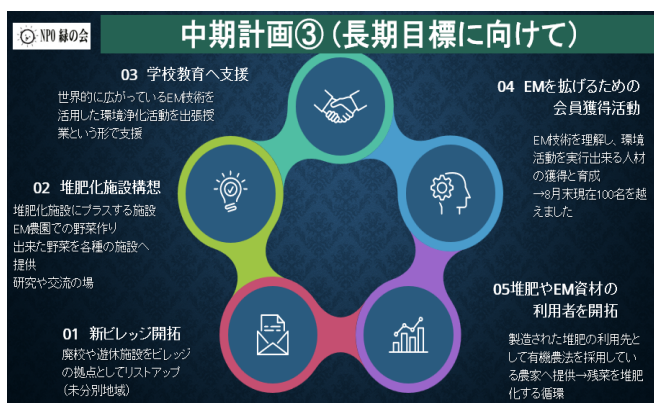 NPO 緑の会
中期計画③(長期目標に向けて)
03 学校教育へ支援
世界的に広がっているEM技術を
活用した環境浄化活動を出張授
業という形で支援
04 EMを拡げるための
会員獲得活動
EM技術を理解し、環境
活動を実行出来る人材
の獲得と育成
→8月末現在100名を越
えました
02 堆肥化施設構想
堆肥化施設にプラスする施設
EM農園での野菜作り
出来た野菜を各種の施設へ
提供
研究や交流の場
01 新ビレッジ開拓
廃校や遊休施設をビレッジ
の拠点としてリストアップ
(未分別地域)
05堆肥やEM資材の
利用者を開拓
製造された堆肥の利用先と
して有機農法を採用してい
る農家へ提供→残菜を堆肥
化する循環